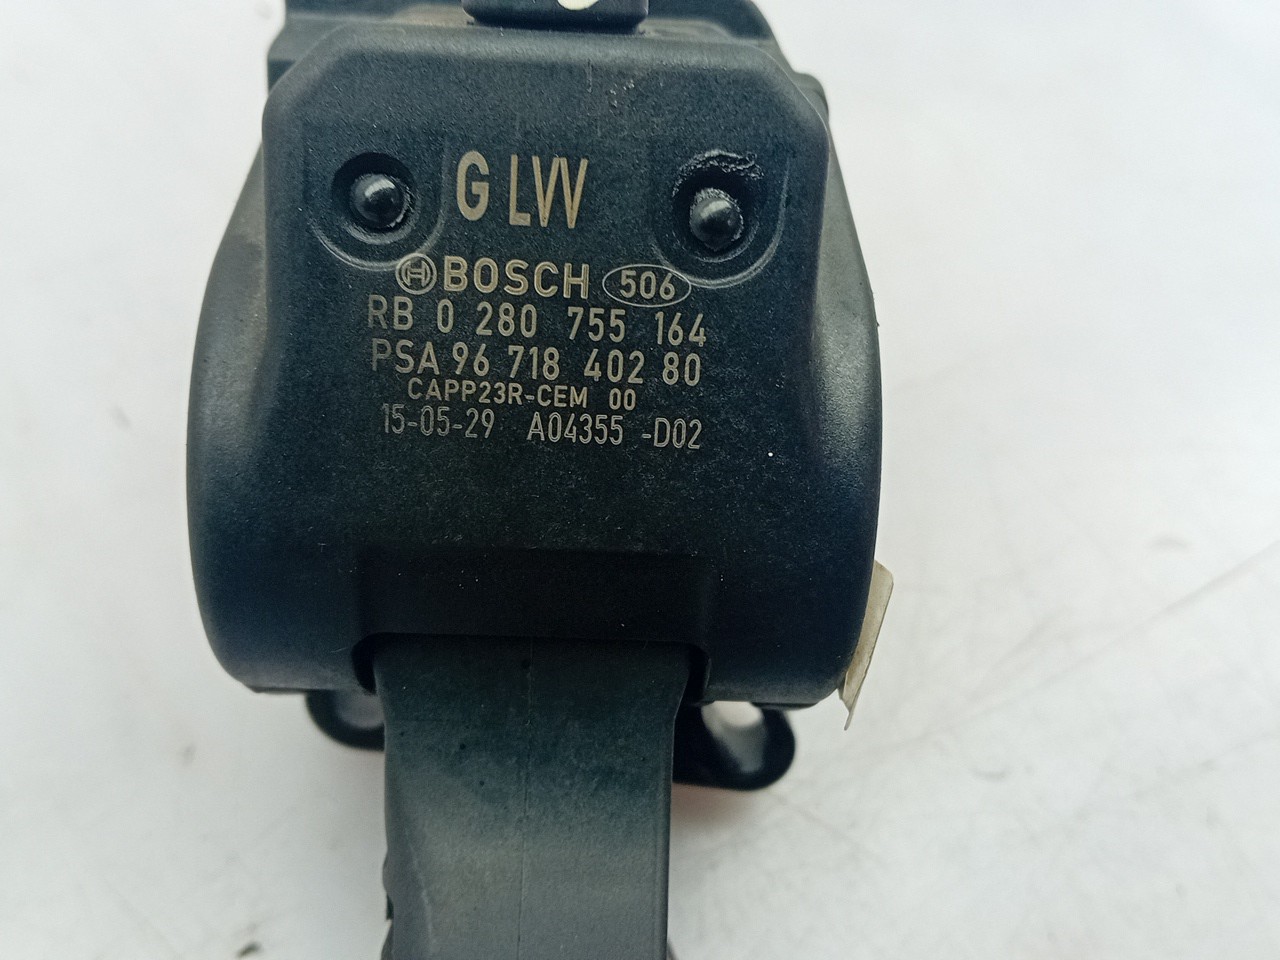 G LW
BOSCH 506
RB 0 280 755 164
PSA 96 718 402 80
CAPP23R-CEM 00
15-05-29 A04355 -D02